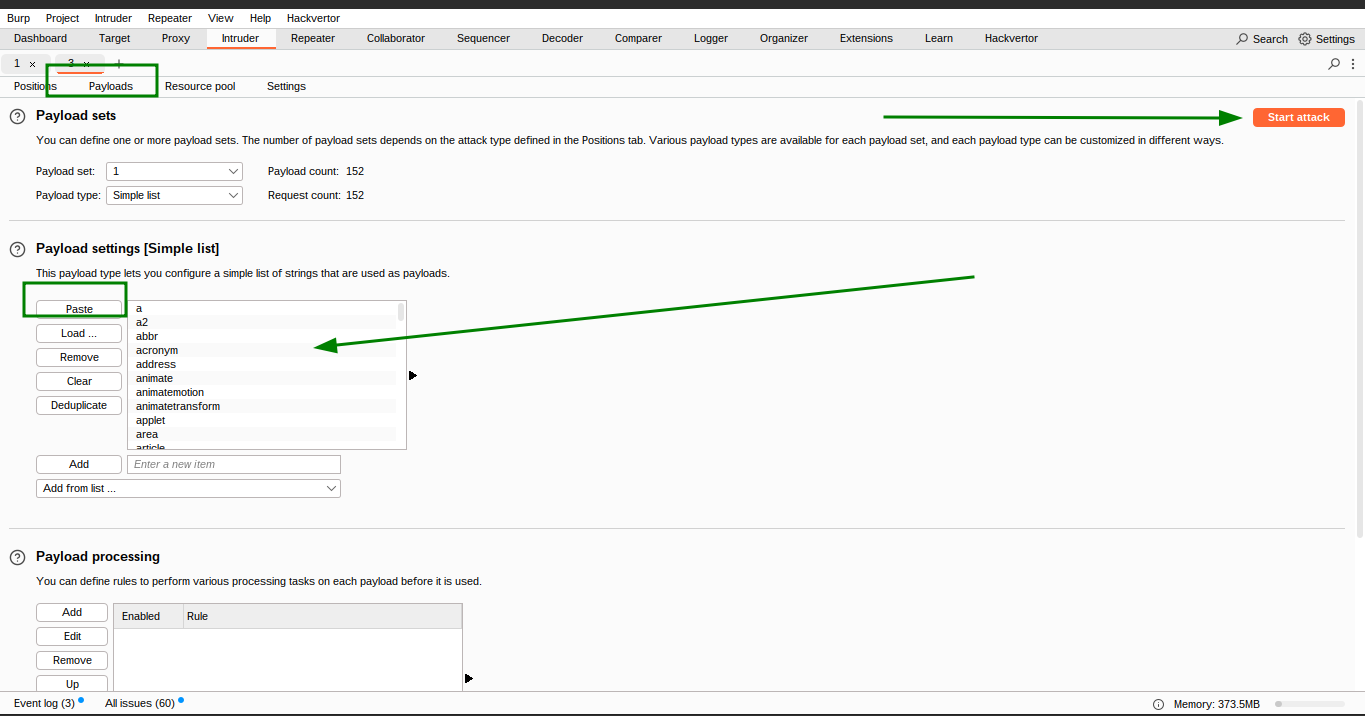 Burp Project Intruder Repeater View Help Hackvertor
Dashboard Target Proxy Intruder Repeater Collaborator Sequencer Decoder Comparer Logger Organizer Extensions Learn Hackvertor Search Settings
1 × 3 × +
Positions Payloads Resource pool Settings
? Payload sets Start attack
You can define one or more payload sets. The number of payload sets depends on the attack type defined in the Positions tab. Various payload types are available for each payload set, and each payload type can be customized in different ways.
Payload set: 1 Payload count: 152
Payload type: Simple list Request count: 152
? Payload settings [Simple list]
This payload type lets you configure a simple list of strings that are used as payloads.
Paste
Load ...
Remove
Clear
Deduplicate
a
a2
abbr
acronym
address
animate
animatemotion
animatetransform
applet
area
article
Add Enter a new item
Add from list ...
? Payload processing
You can define rules to perform various processing tasks on each payload before it is used.
Add Enabled Rule
Edit
Remove
Up
Event log (3) All issues (60) Memory: 373.5MB